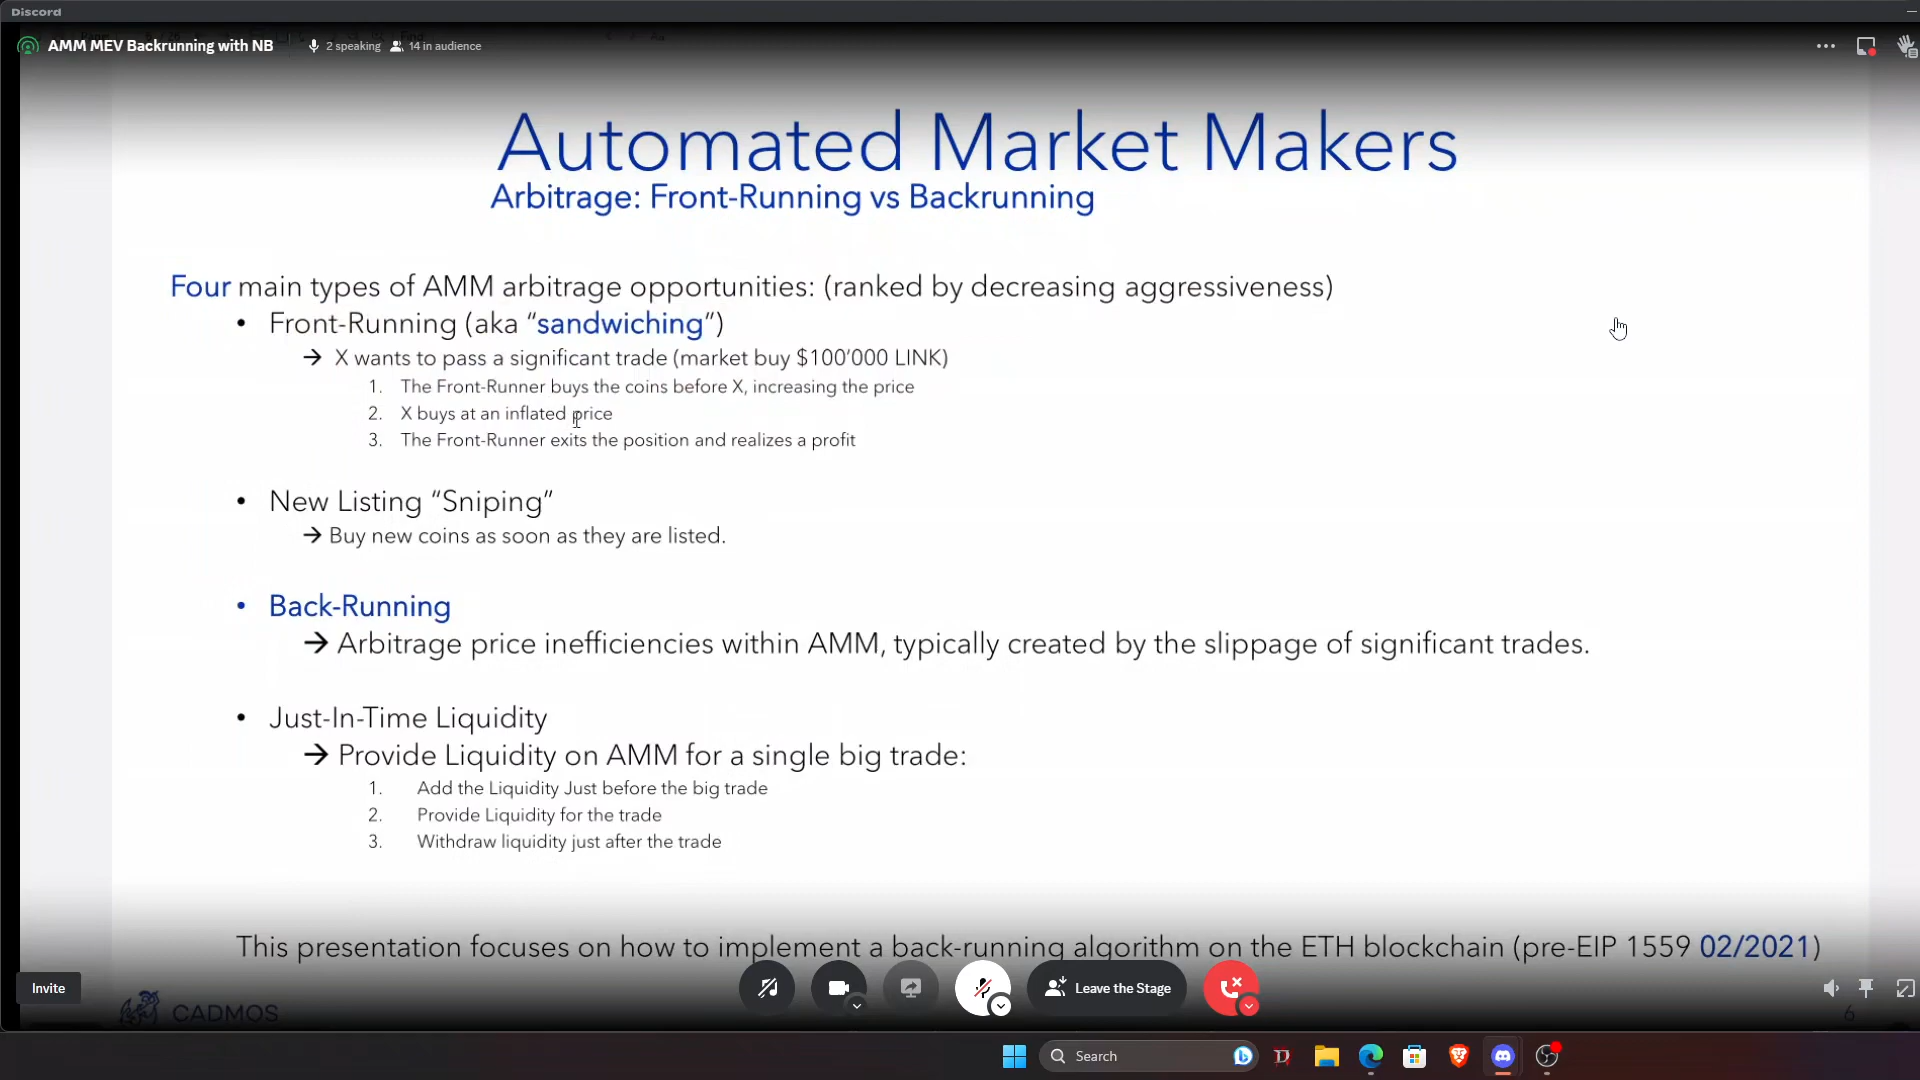 Discord
AMM MEV Backrunning with NB
2 speaking
14 in audience
Automated Market Makers
Arbitrage: Front-Running vs Backrunning
Four main types of AMM arbitrage opportunities: (ranked by decreasing aggressiveness)
• Front-Running (aka “sandwiching”)
→ X wants to pass a significant trade (market buy $100’000 LINK)
1. The Front-Runner buys the coins before X, increasing the price
2. X buys at an inflated price
3. The Front-Runner exits the position and realizes a profit
• New Listing “Sniping”
→ Buy new coins as soon as they are listed.
• Back-Running
→ Arbitrage price inefficiencies within AMM, typically created by the slippage of significant trades.
• Just-In-Time Liquidity
→ Provide Liquidity on AMM for a single big trade:
1. Add the Liquidity Just before the big trade
2. Provide Liquidity for the trade
3. Withdraw liquidity just after the trade
This presentation focuses on how to implement a back-running algorithm on the ETH blockchain (pre-EIP 1559 02/2021)
Invite
Leave the Stage
CADMOS
6
Search